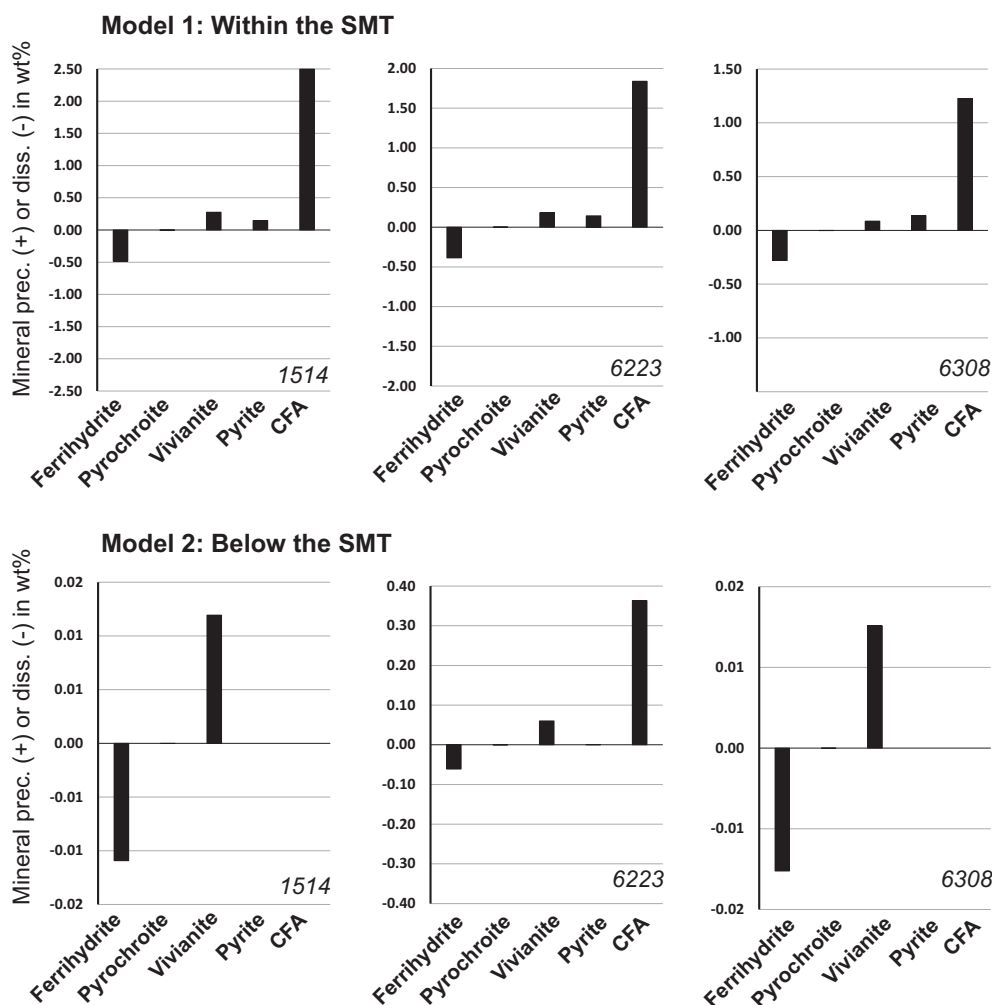 Model 1: Within the SMT
Mineral prec. (+) or diss. (-) in wt%
2.50
2.00
1.50
1.00
0.50
0.00
-0.50
-1.00
-1.50
-2.00
-2.50
1514
Ferrihydrite
Pyrochroite
Vivianite
Pyrite
CFA
2.00
1.50
1.00
0.50
0.00
-0.50
-1.00
-1.50
-2.00
6223
Ferrihydrite
Pyrochroite
Vivianite
Pyrite
CFA
1.50
1.00
0.50
0.00
-0.50
-1.00
6308
Ferrihydrite
Pyrochroite
Vivianite
Pyrite
CFA
Model 2: Below the SMT
Mineral prec. (+) or diss. (-) in wt%
0.02
0.01
0.01
0.00
-0.01
-0.01
-0.02
1514
Ferrihydrite
Pyrochroite
Vivianite
Pyrite
CFA
0.40
0.30
0.20
0.10
0.00
-0.10
-0.20
-0.30
-0.40
6223
Ferrihydrite
Pyrochroite
Vivianite
Pyrite
CFA
0.02
0.01
0.00
-0.01
-0.02
6308
Ferrihydrite
Pyrochroite
Vivianite
Pyrite
CFA